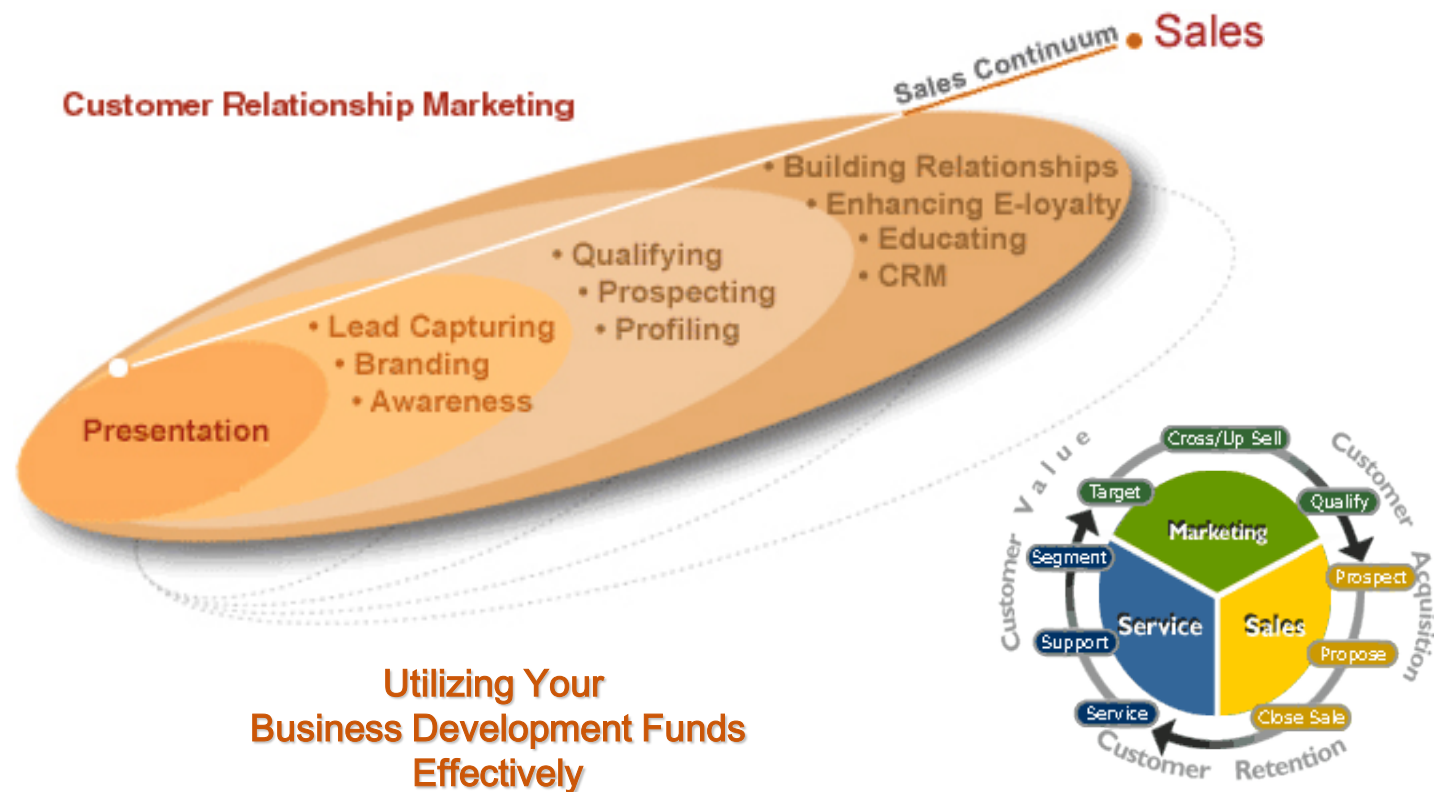 Sales
Sales Continuum
Customer Relationship Marketing
• Building Relationships
• Enhancing E-loyalty
• Educating
• CRM
• Qualifying
• Prospecting
• Profiling
• Lead Capturing
• Branding
• Awareness
Presentation
Customer Value
Customer Acquisition
Customer Retention
Cross/Up Sell
Target
Qualify
Marketing
Segment
Prospect
Service
Sales
Support
Propose
Service
Close Sale
Utilizing Your
Business Development Funds
Effectively